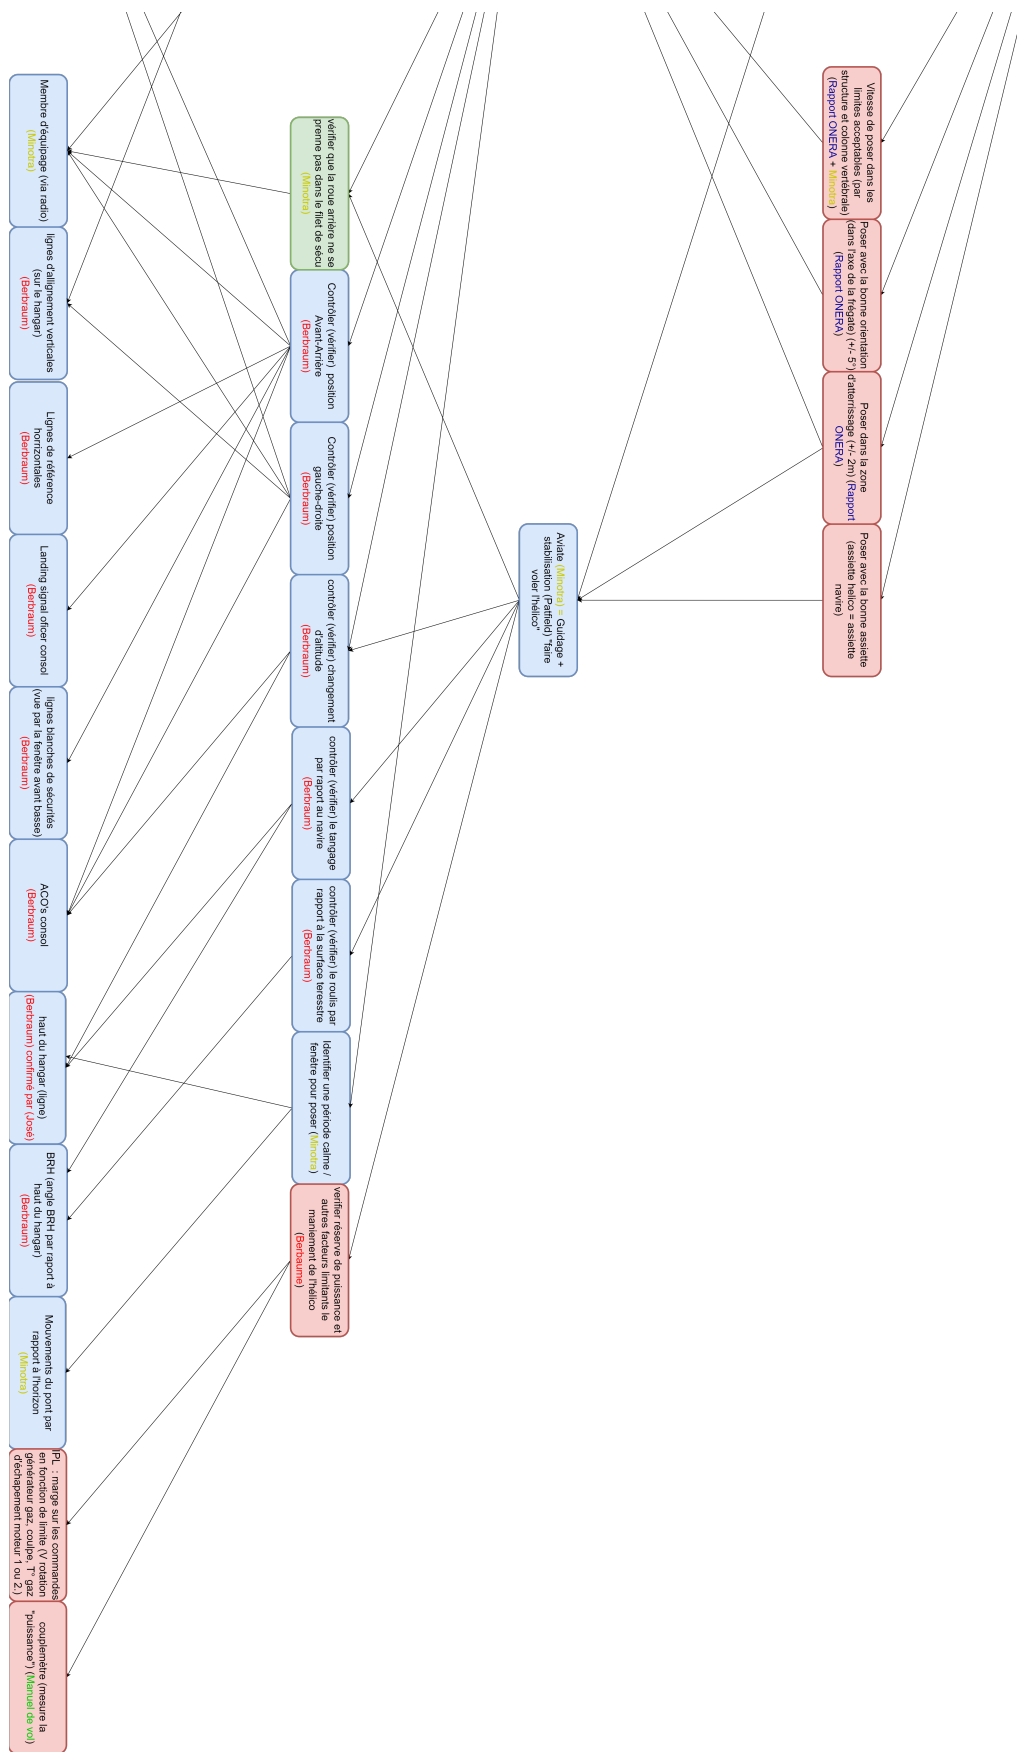 Vitesse de poser dans les
limites acceptables (par
structure et colonne vertébrale)
(Rapport ONERA + Minotra)
Poser avec la bonne orientation
(dans l'axe de la frégate) (+/- 5°)
(Rapport ONERA)
Poser dans la zone
d'atterrissage (+/- 2m) (Rapport
ONERA)
Poser avec la bonne assiette
(assiette helico = assiette
navire)
Aviate (Minotra) = Guidage +
stabilisation (Patfield) "faire
voler l'hélico"
vérifier que la roue arrière ne se
prenne pas dans le filet de sécu
(Minotra)
Contrôler (vérifier) position
Avant-Arrière
(Berbraum)
Contrôler (vérifier) position
gauche-droite
(Berbraum)
contrôler (vérifier) changement
d'altitude
(Berbraum)
contrôler (vérifier) le tangage
par raport au navire
(Berbraum)
contrôler (vérifier) le roulis par
rapport à la surface teresstre
(Berbraum)
Identifier une période calme /
fenêtre pour poser (Minotra)
verifier réserve de puissance et
autres facteurs limitants le
maniement de l'hélico
(Berbaume)
Membre d'équipage (via radio)
(Minotra)
lignes d'allignement verticales
(sur le hangar)
(Berbraum)
Lignes de référence
horrizontales
(Berbraum)
Landing signal oficer consol
(Berbraum)
lignes blanches de sécurités
(vue par la fenêtre avant basse)
(Berbraum)
ACO's consol
(Berbraum)
haut du hangar (ligne)
(Berbraum) confirmé par (José)
BRH (angle BRH par raport à
haut du hangar)
(Berbraum)
Mouvements du pont par
rapport à l'horizon
(Minotra)
IPL : marge sur les commandes
en fonction de limite (V rotation
générateur gaz, coulpe, T° gaz
d'échapement moteur 1 ou 2.)
couplemètre (mesure la
"puissance") (Manuel de vol)